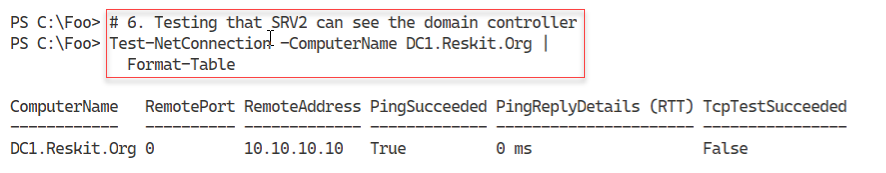 PS C:\Foo> # 6. Testing that SRV2 can see the domain controller
PS C:\Foo> Test-NetConnection -ComputerName DC1.Reskit.Org |
Format-Table
ComputerName RemotePort RemoteAddress PingSucceeded PingReplyDetails (RTT) TcpTestSucceeded
------------ ---------- ------------- ------------- ---------------------- ----------------
DC1.Reskit.Org 0 10.10.10.10 True 0 ms False